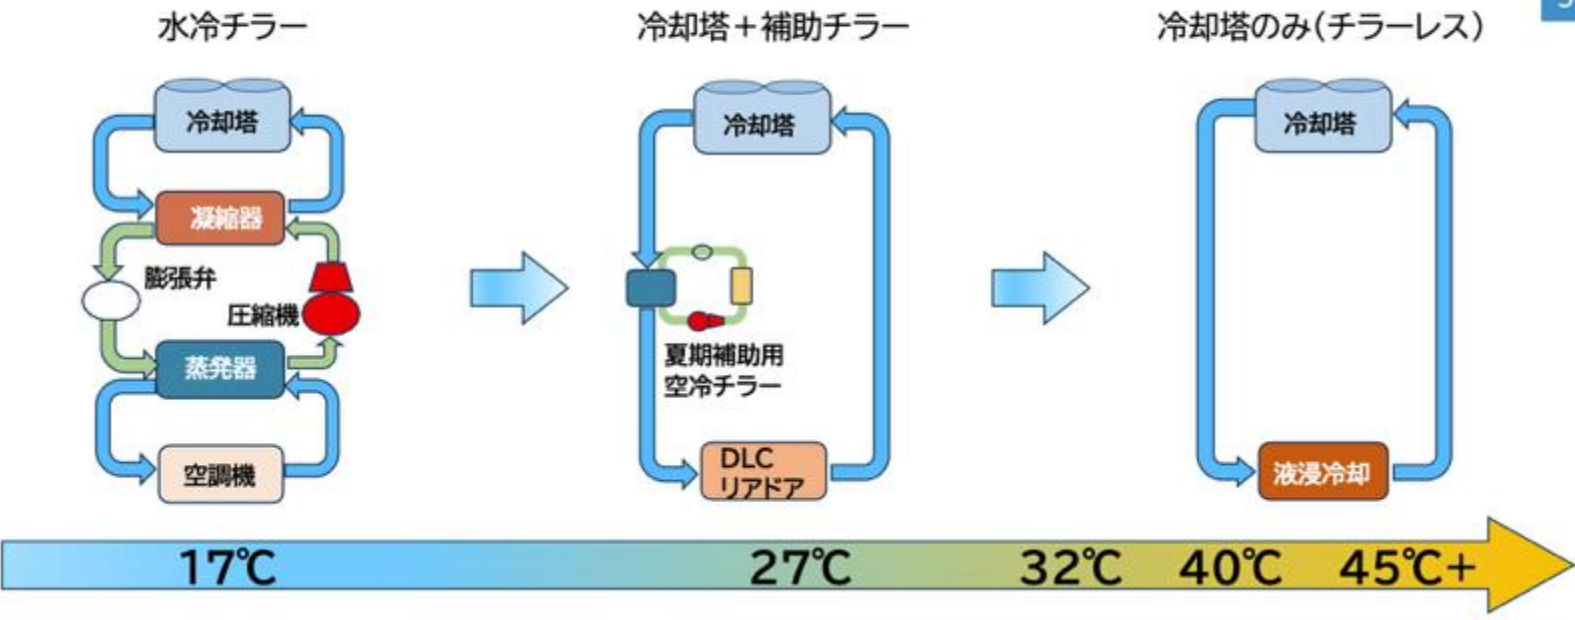 水冷チラー
冷却塔
凝縮器
膨張弁
圧縮機
蒸発器
空調機
冷却塔＋補助チラー
冷却塔
夏期補助用
空冷チラー
DLC
リアドア
冷却塔のみ（チラーレス）
冷却塔
液浸冷却
17℃
27℃
32℃
40℃
45℃+